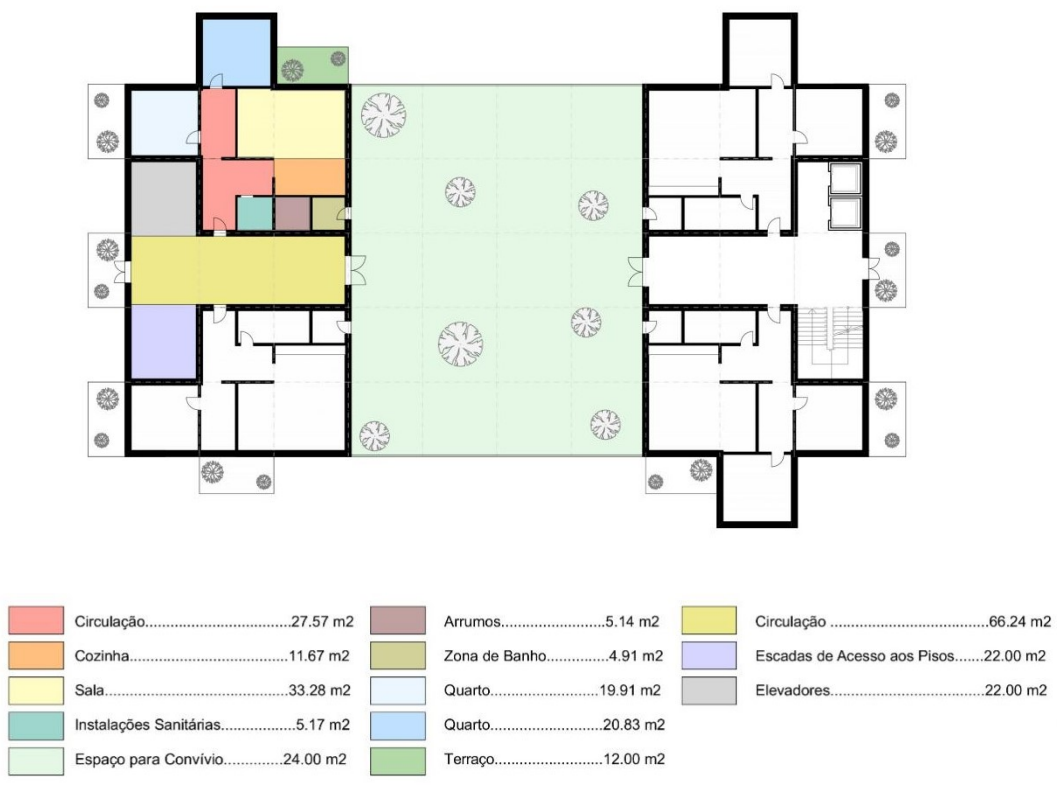 Circulação............................27.57 m2
Cozinha..............................11.67 m2
Sala.....................................33.28 m2
Instalações Sanitárias.................5.17 m2
Espaço para Convívio.............24.00 m2
Arrumos.............................5.14 m2
Zona de Banho...................4.91 m2
Quarto...............................19.91 m2
Quarto...............................20.83 m2
Terraço..............................12.00 m2
Circulação ..............................66.24 m2
Escadas de Acesso aos Pisos......22.00 m2
Elevadores..............................22.00 m2